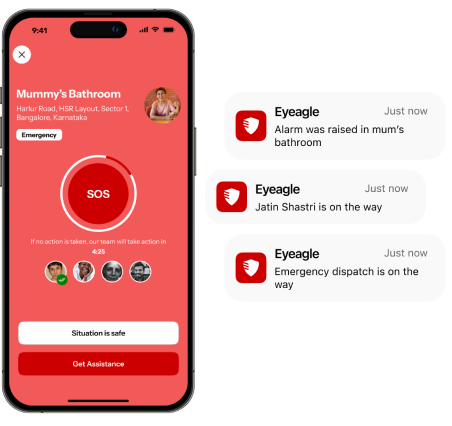 9:41
Mummy's Bathroom
Harlur Road, HSR Layout, Sector 1,
Bangalore, Karnataka
Emergency
SOS
If no action is taken, our team will take action in
4:25
Situation is safe
Get Assistance
Eyeagle
Just now
Alarm was raised in mum's
bathroom
Eyeagle
Just now
Jatin Shastri is on the way
Eyeagle
Just now
Emergency dispatch is on the
way